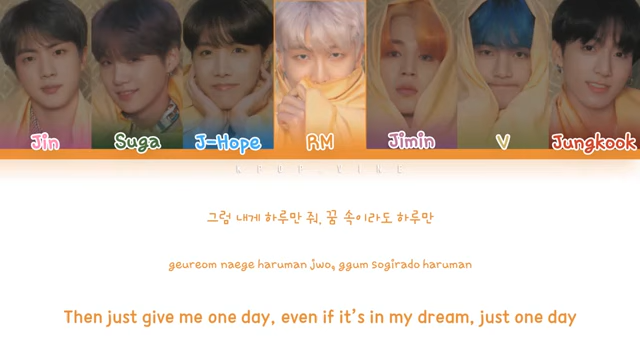 Jin Suga J-Hope RM Jimin V Jungkook
KPOP_VINE
그럼 내게 하루만 줘, 꿈 속이라도 하루만
geureom naege haruman jwo, ggum sogirado haruman
Then just give me one day, even if it's in my dream, just one day